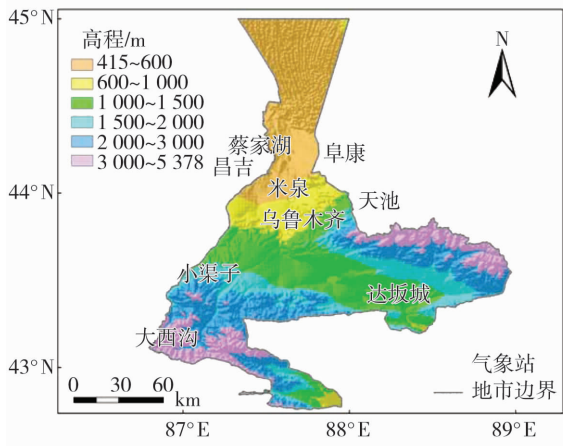 45°N
高程/m
415~600
600~1 000
1 000~1 500
1 500~2 000
2 000~3 000
3 000~5 378
N
蔡家湖
昌吉
阜康
44°N
米泉
天池
乌鲁木齐
小渠子
达坂城
大西沟
43°N
气象站
地市边界
0 30 60
km
87°E
88°E
89°E